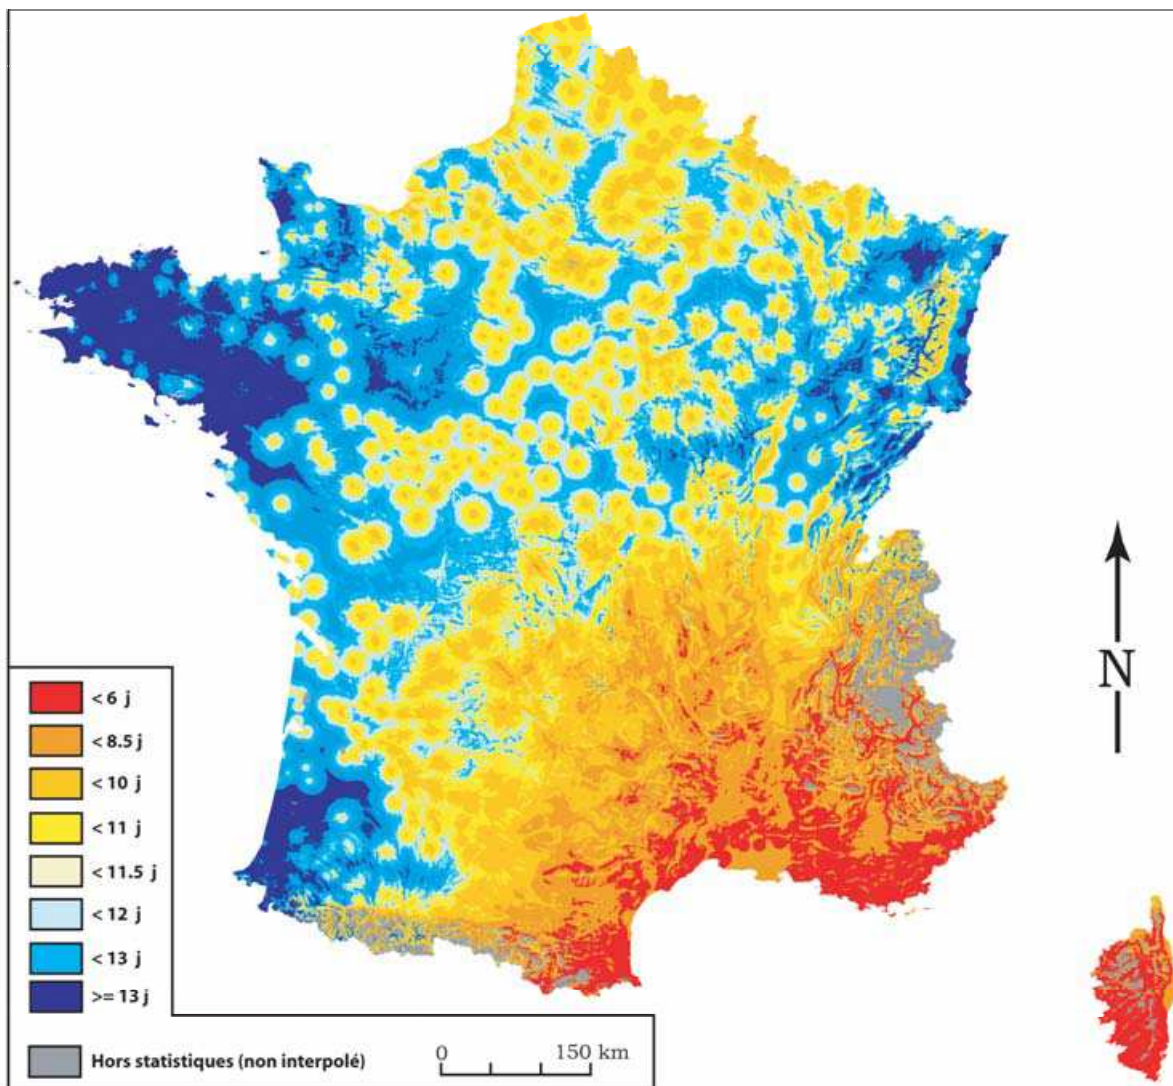 N
< 6 j
< 8.5 j
< 10 j
< 11 j
< 11.5 j
< 12 j
< 13 j
>= 13 j
Hors statistiques (non interpolé)
0 150 km